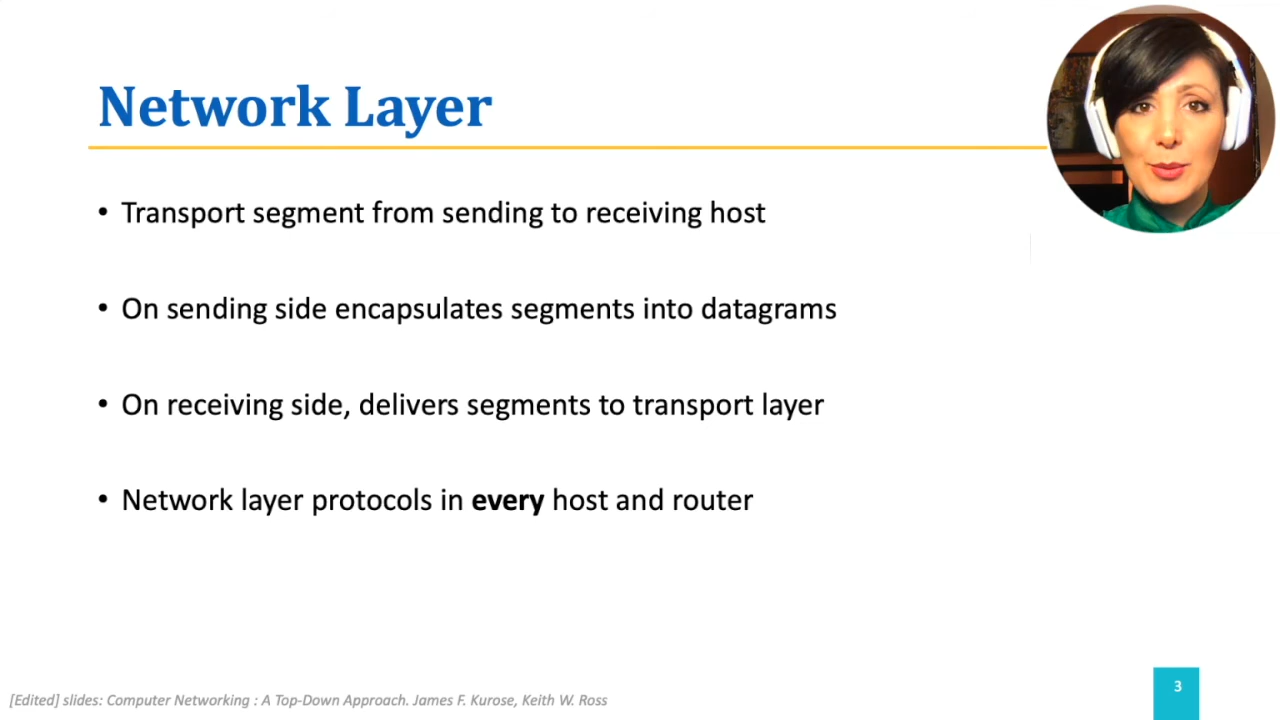 Network Layer
• Transport segment from sending to receiving host
• On sending side encapsulates segments into datagrams
• On receiving side, delivers segments to transport layer
• Network layer protocols in every host and router
[Edited] slides: Computer Networking : A Top-Down Approach. James F. Kurose, Keith W. Ross
3